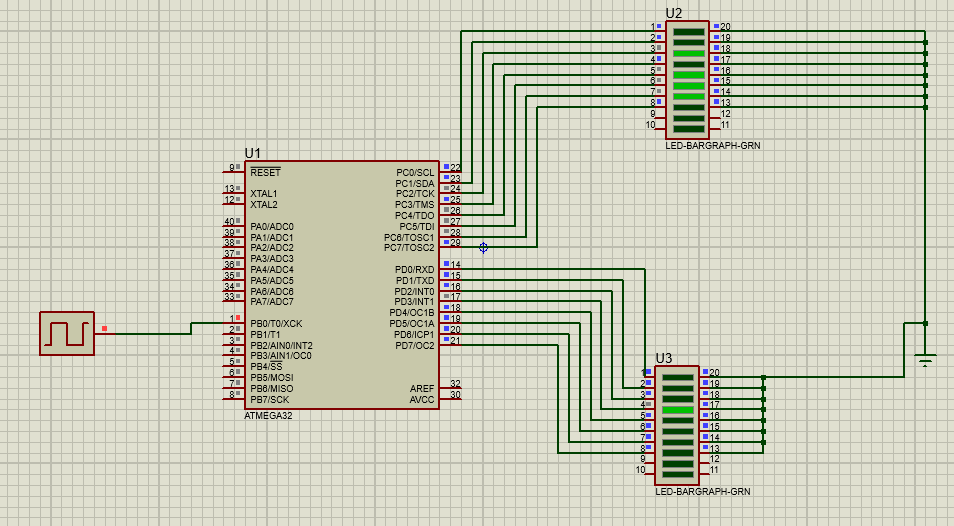 U2
1 20
2 19
3 18
4 17
5 16
6 15
7 14
8 13
9 12
10 11
LED-BARGRAPH-GRN
U1
9 RESET PC0/SCL 22
PC1/SDA 23
13 XTAL1 PC2/TCK 24
12 XTAL2 PC3/TMS 25
PC4/TDO 26
40 PA0/ADC0 PC5/TDI 27
39 PA1/ADC1 PC6/TOSC1 28
38 PA2/ADC2 PC7/TOSC2 29
37 PA3/ADC3
36 PA4/ADC4 PD0/RXD 14
35 PA5/ADC5 PD1/TXD 15
34 PA6/ADC6 PD2/INT0 16
33 PA7/ADC7 PD3/INT1 17
PD4/OC1B 18
1 PB0/T0/XCK PD5/OC1A 19
2 PB1/T1 PD6/ICP1 20
3 PB2/AIN0/INT2 PD7/OC2 21
4 PB3/AIN1/OC0
5 PB4/SS
6 PB5/MOSI
7 PB6/MISO AREF 32
8 PB7/SCK AVCC 30
ATMEGA32
U3
1 20
2 19
3 18
4 17
5 16
6 15
7 14
8 13
9 12
10 11
LED-BARGRAPH-GRN